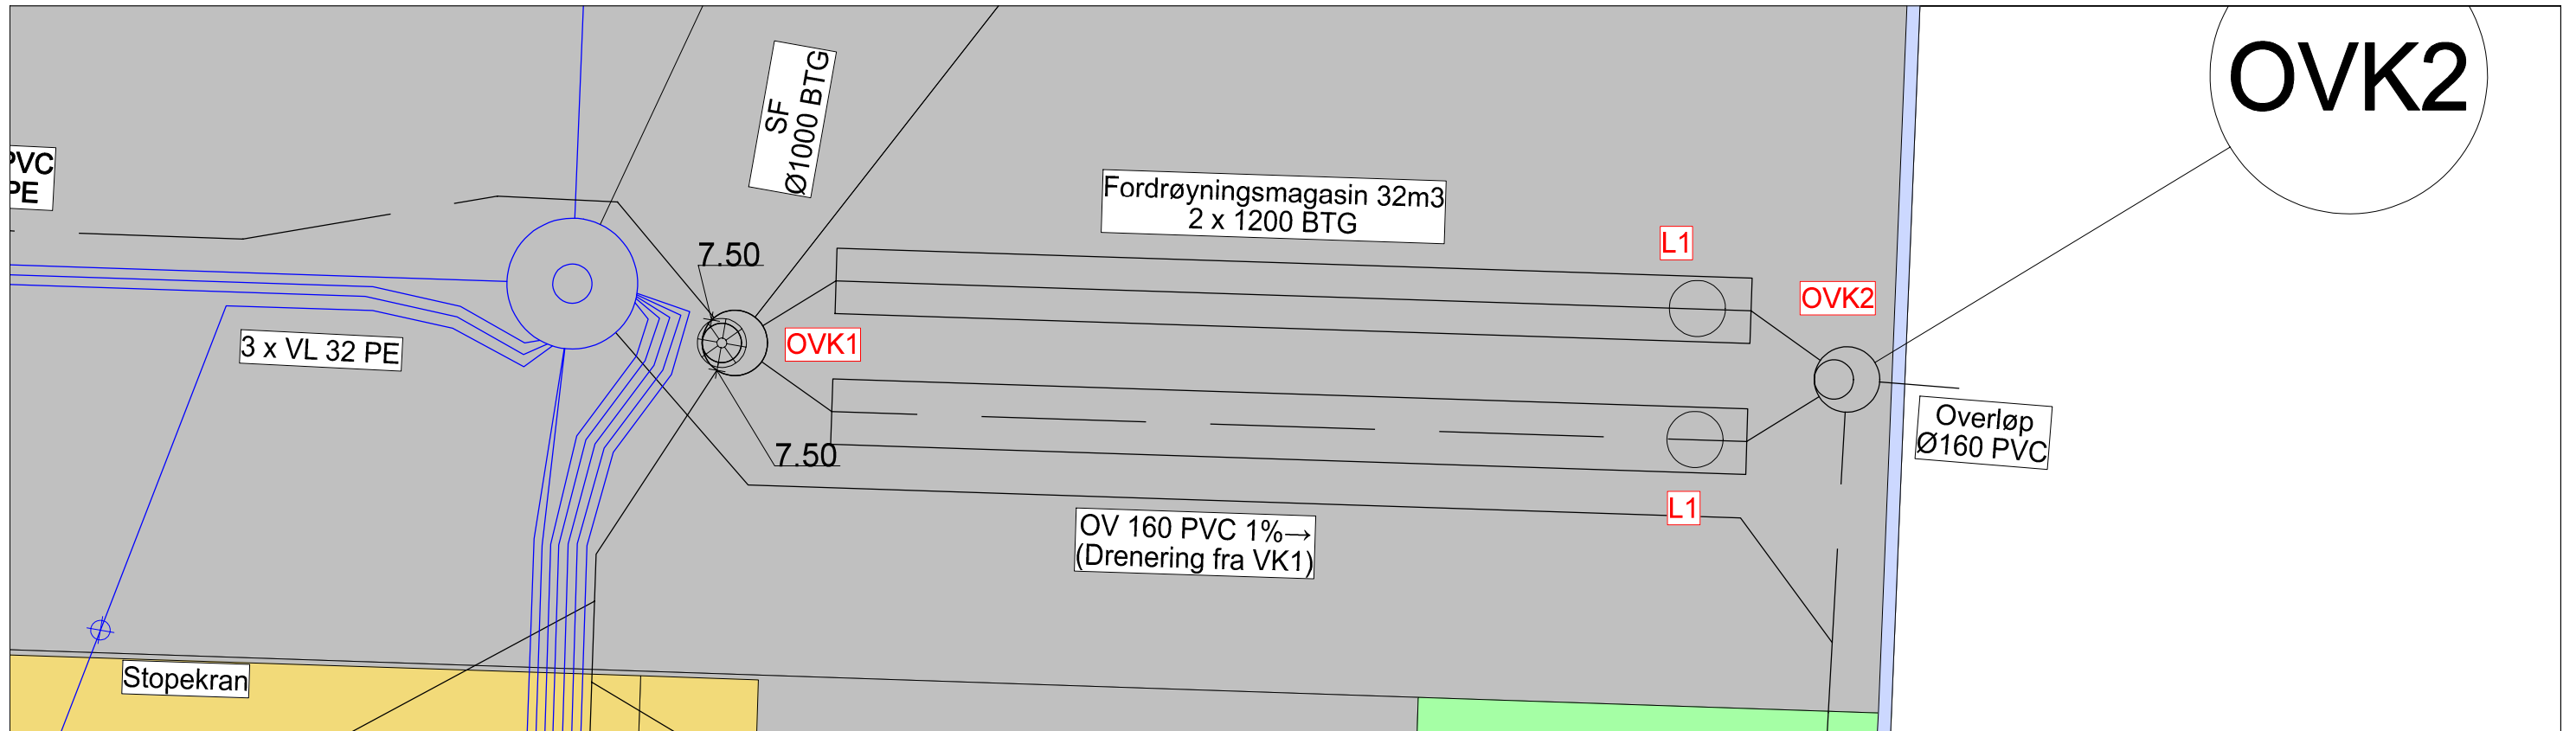 OVK2
SF
Ø1000 BTG
PVC
PE
Fordrøyningsmagasin 32m3
2 x 1200 BTG
L1
7.50
OVK2
OVK1
3 x VL 32 PE
Overløp
Ø160 PVC
7.50
L1
OV 160 PVC 1%→
(Drenering fra VK1)
Stopekran